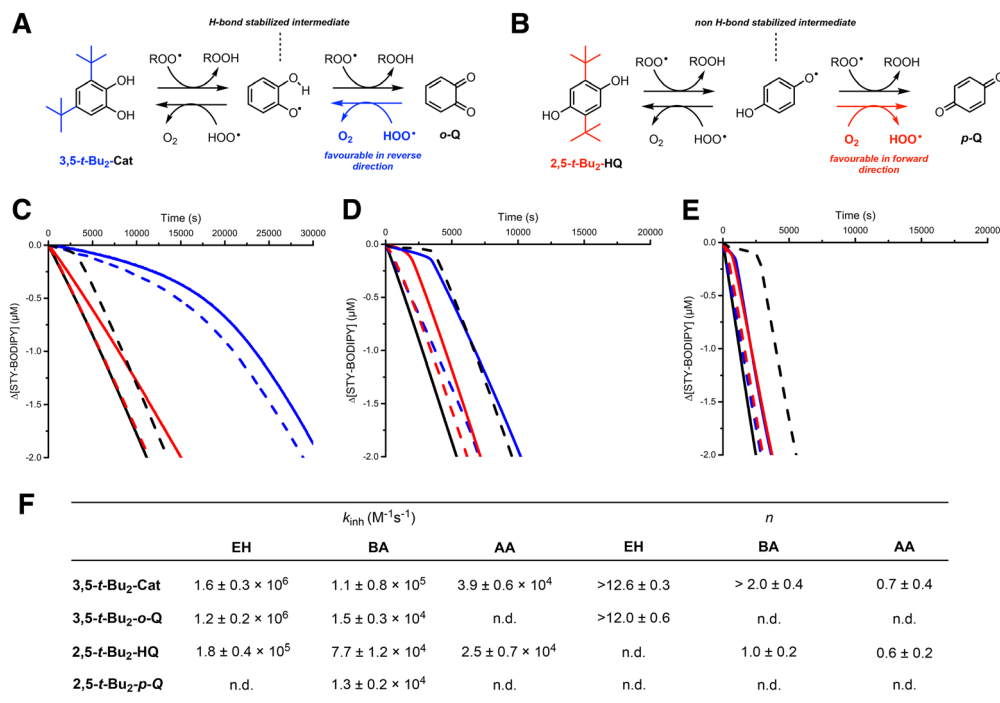 A
H-bond stabilized intermediate
ROO• ROOH ROO• ROOH
OH
OH
O
H
O•
O
O
O2 HOO• O2 HOO• o-Q
3,5-t-Bu2-Cat
favourable in reverse
direction
B
non H-bond stabilized intermediate
ROO• ROOH ROO• ROOH
OH
HO
O•
HO
O
O
O2 HOO• O2 HOO• p-Q
2,5-t-Bu2-HQ
favourable in forward
direction
C
Time (s)
0 5000 10000 15000 20000 25000 30000
0.0
-0.5
-1.0
-1.5
-2.0
Δ[STY-BODIPY] (μM)
D
Time (s)
0 5000 10000 15000 20000
0.0
-0.5
-1.0
-1.5
-2.0
Δ[STY-BODIPY] (μM)
E
Time (s)
0 5000 10000 15000 20000
0.0
-0.5
-1.0
-1.5
-2.0
Δ[STY-BODIPY] (μM)
F
kinh (M-1s-1) n
EH BA AA EH BA AA
3,5-t-Bu2-Cat 1.6 ± 0.3 × 10⁶ 1.1 ± 0.8 × 10⁵ 3.9 ± 0.6 × 10⁴ >12.6 ± 0.3 > 2.0 ± 0.4 0.7 ± 0.4
3,5-t-Bu2-o-Q 1.2 ± 0.2 × 10⁶ 1.5 ± 0.3 × 10⁴ n.d. >12.0 ± 0.6 n.d. n.d.
2,5-t-Bu2-HQ 1.8 ± 0.4 × 10⁵ 7.7 ± 1.2 × 10⁴ 2.5 ± 0.7 × 10⁴ n.d. 1.0 ± 0.2 0.6 ± 0.2
2,5-t-Bu2-p-Q n.d. 1.3 ± 0.2 × 10⁴ n.d. n.d. n.d. n.d.